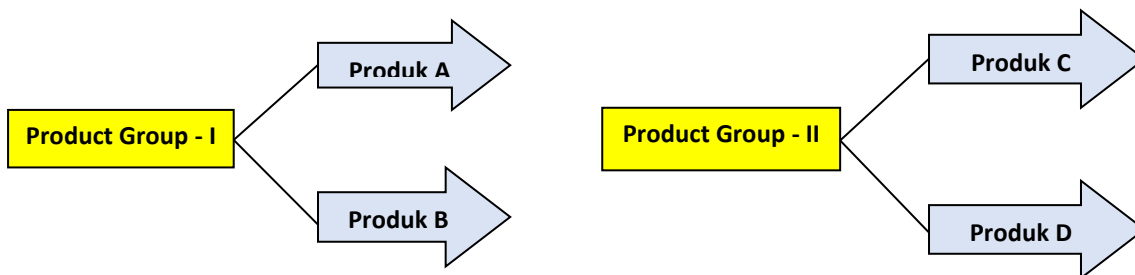 Product Group - I
Produk A
Produk B
Product Group - II
Produk C
Produk D